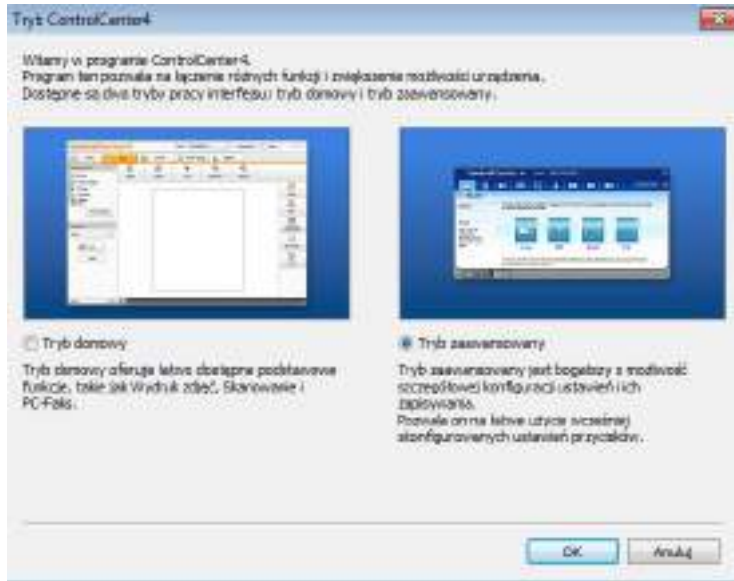 Tryb ControlCenter4
Witamy w programie ControlCenter4.
Program ten pozwala na łączenie różnych funkcji i zwiększenie możliwości urządzenia.
Dostępne są dwa tryby pracy interfejsu: tryb domowy i tryb zaawansowany.
Tryb domowy
Tryb zaawansowany
Tryb domowy oferuje łatwo dostępne podstawowe
funkcje, takie jak Wydruk zdjęć, Skanowanie i
PC-Faks.
Tryb zaawansowany jest bogatszy o możliwość
szczegółowej konfiguracji ustawień i ich
zapisywania.
Pozwala on na łatwe użycie wcześniej
skonfigurowanych ustawień przycisków.
OK
Anuluj